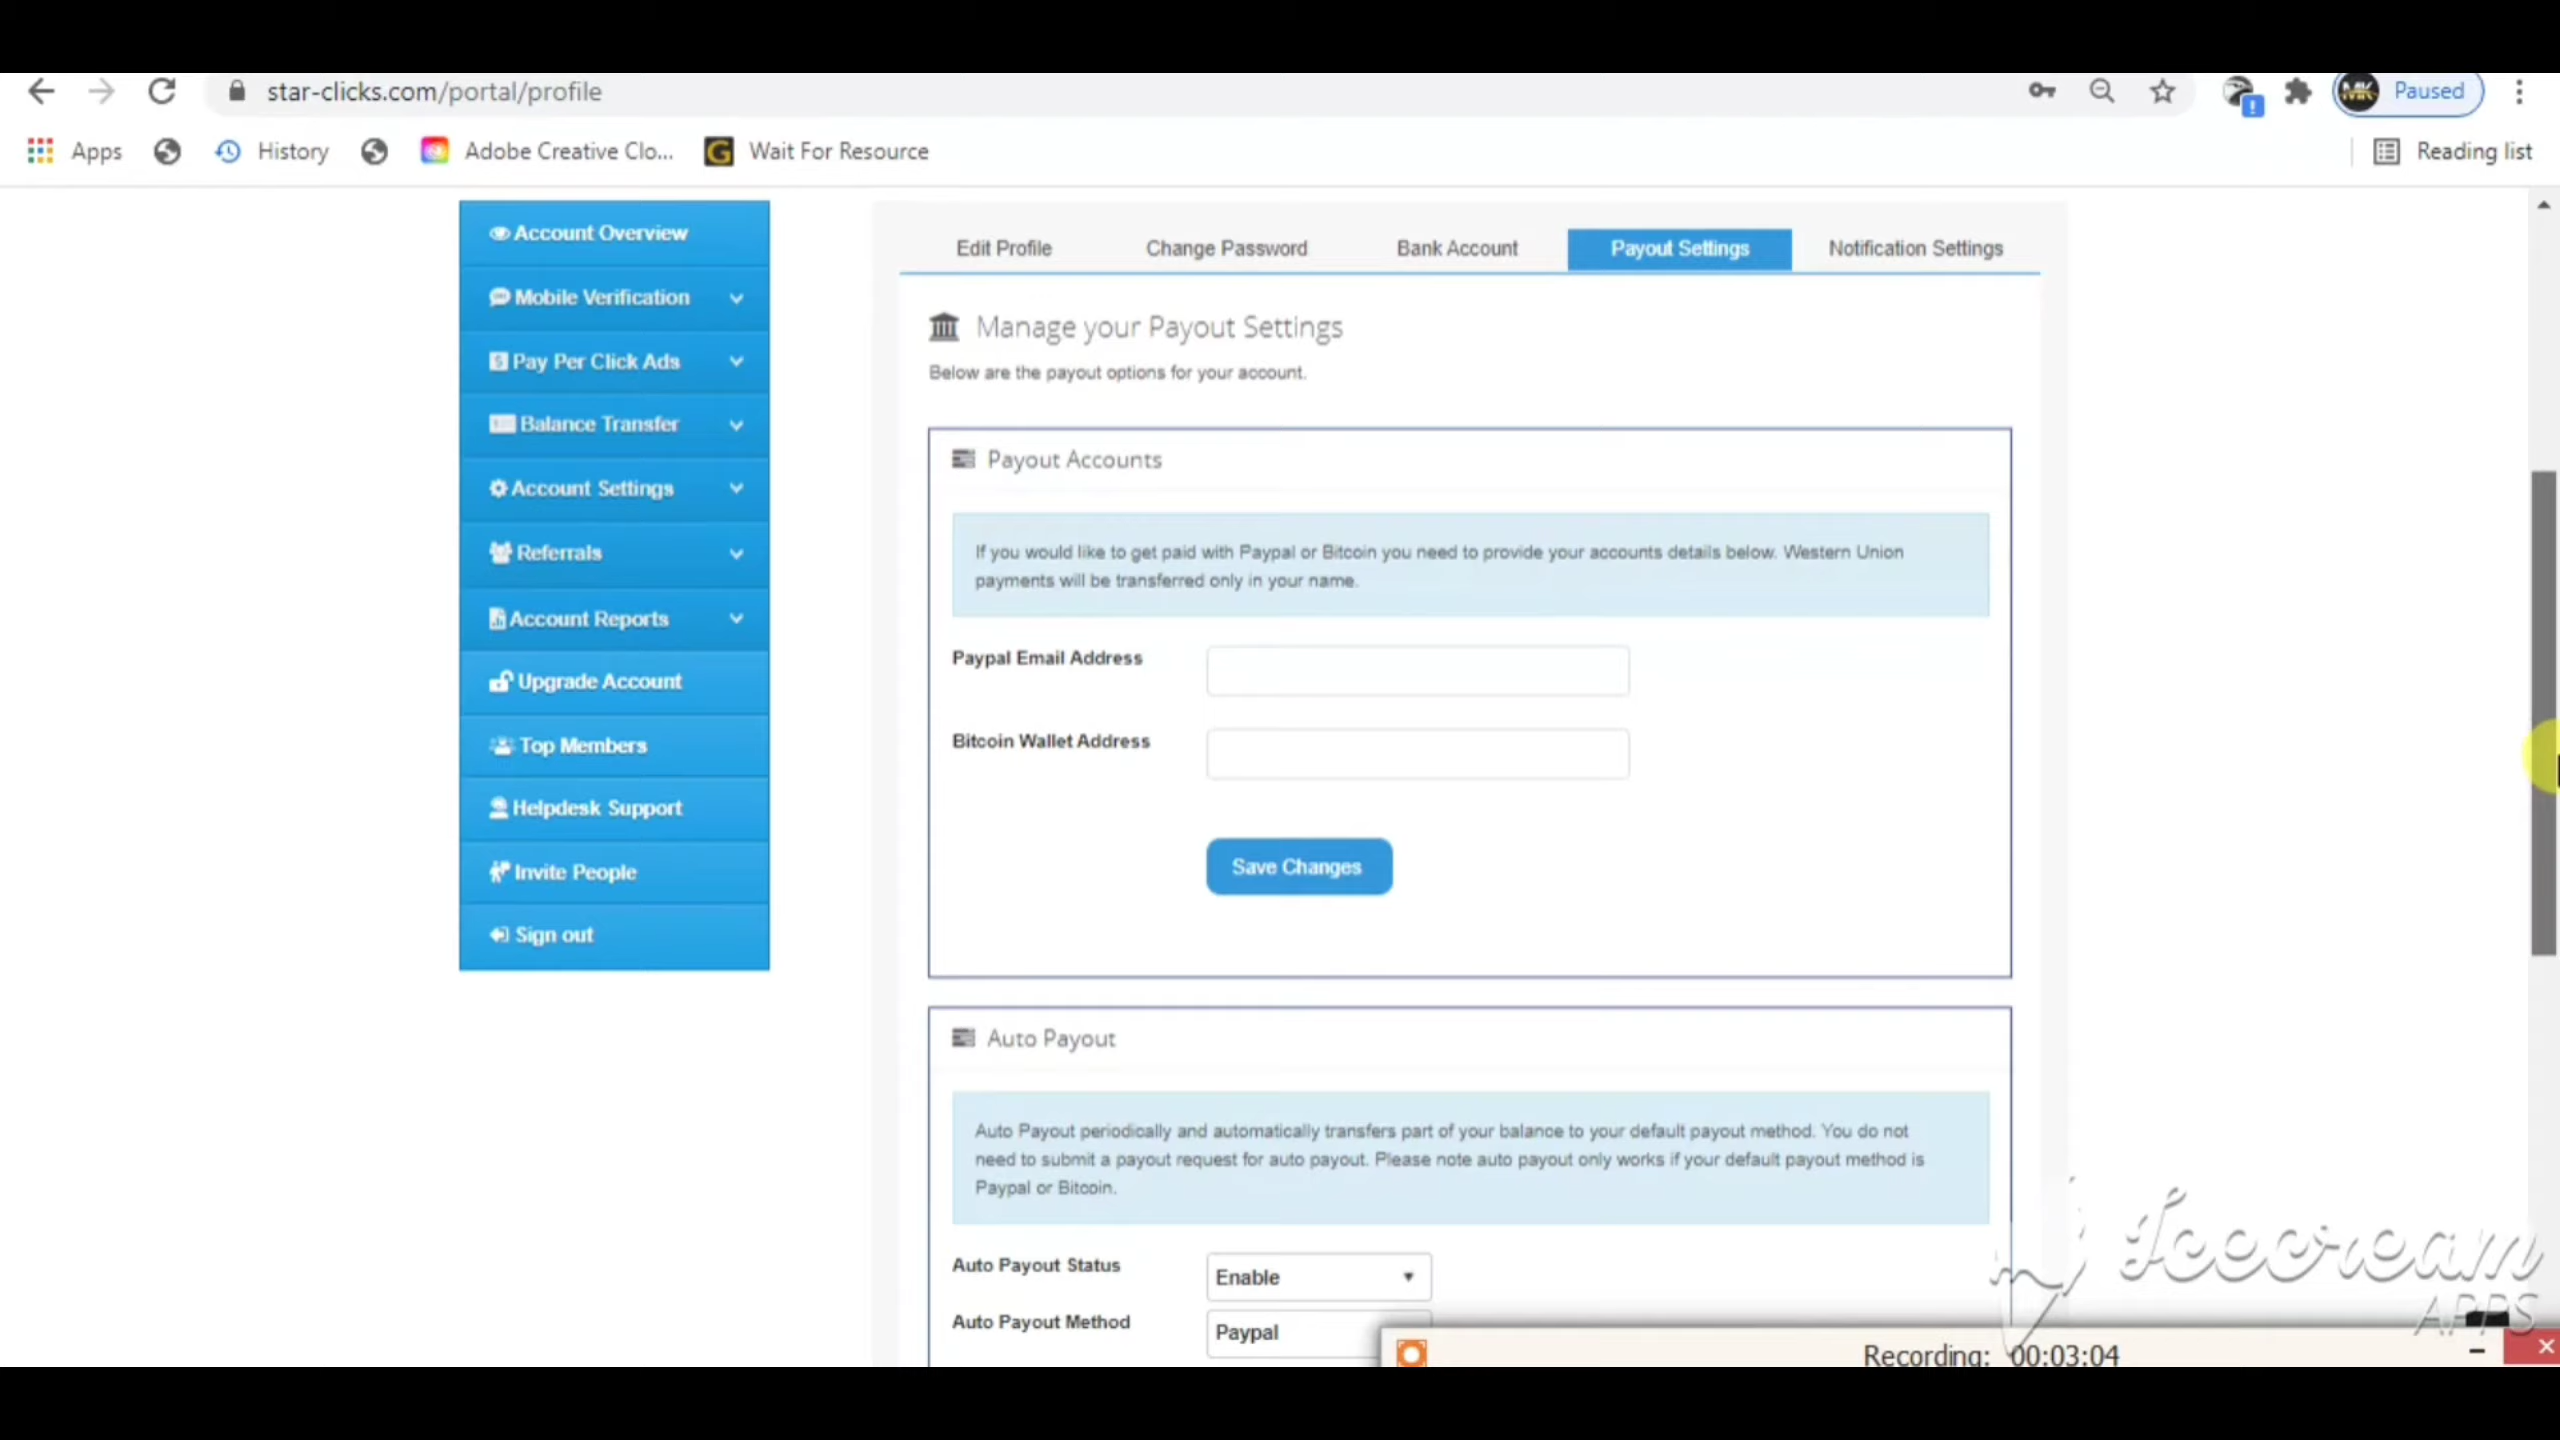 star-clicks.com/portal/profile
Paused
Apps
History
Adobe Creative Clo...
Wait For Resource
Reading list
Account Overview
Mobile Verification
Pay Per Click Ads
Balance Transfer
Account Settings
Referrals
Account Reports
Upgrade Account
Top Members
Helpdesk Support
Invite People
Sign out
Edit Profile
Change Password
Bank Account
Payout Settings
Notification Settings
Manage your Payout Settings
Below are the payout options for your account.
Payout Accounts
If you would like to get paid with Paypal or Bitcoin you need to provide your accounts details below. Western Union
payments will be transferred only in your name.
Paypal Email Address
Bitcoin Wallet Address
Save Changes
Auto Payout
Auto Payout periodically and automatically transfers part of your balance to your default payout method. You do not
need to submit a payout request for auto payout. Please note auto payout only works if your default payout method is
Paypal or Bitcoin.
Auto Payout Status
Enable
Auto Payout Method
Paypal
Icecream
APPS
Recording: 00:03:04